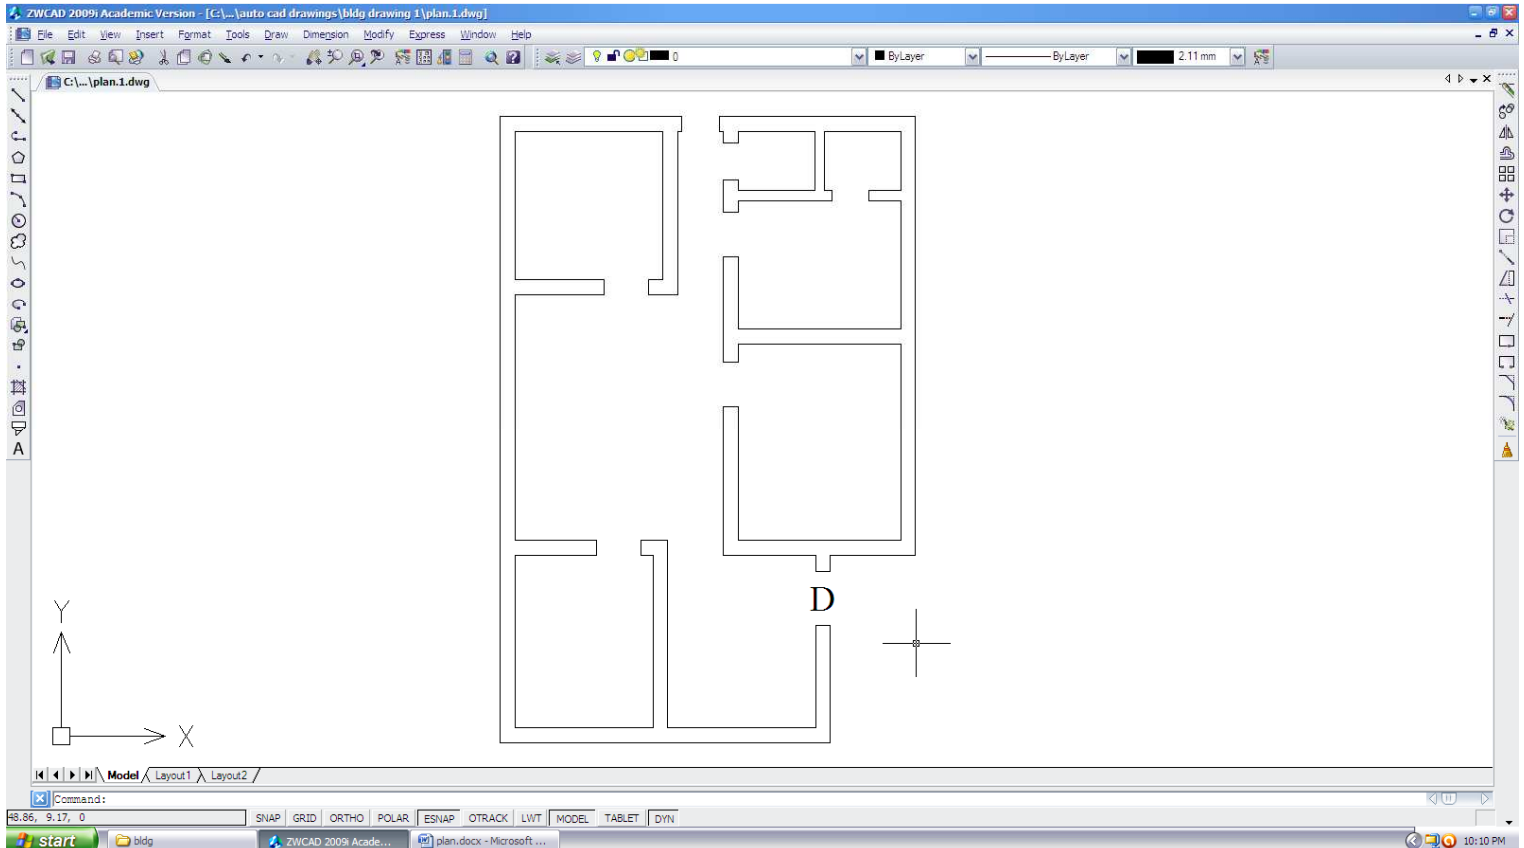 ZWCAD 2009i Academic Version - [C:\...\auto cad drawings\bldg drawing 1\plan.1.dwg]
File Edit View Insert Format Tools Draw Dimension Modify Express Window Help
0 ByLayer ByLayer 2.11 mm
C:\...\plan.1.dwg
A
D
Y
X
Model Layout1 Layout2
Command:
48.86, 9.17, 0 SNAP GRID ORTHO POLAR ESNAP OTRACK LWT MODEL TABLET DYN
start bldg ZWCAD 2009i Acade... plan.docx - Microsoft ... 10:10 PM